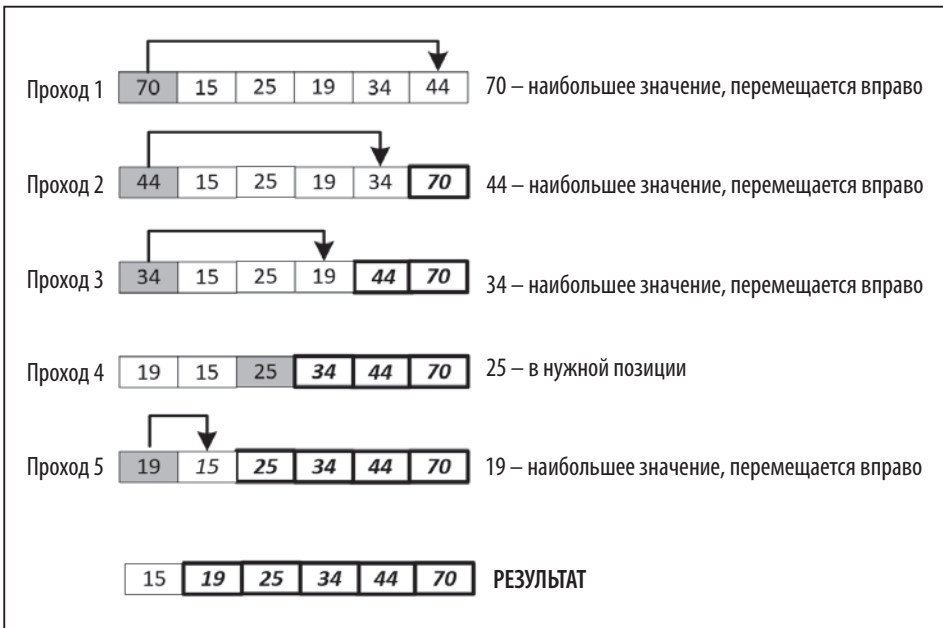 Проход 1 70 15 25 19 34 44 70 – наибольшее значение, перемещается вправо
Проход 2 44 15 25 19 34 70 44 – наибольшее значение, перемещается вправо
Проход 3 34 15 25 19 44 70 34 – наибольшее значение, перемещается вправо
Проход 4 19 15 25 34 44 70 25 – в нужной позиции
Проход 5 19 15 25 34 44 70 19 – наибольшее значение, перемещается вправо
15 19 25 34 44 70 РЕЗУЛЬТАТ